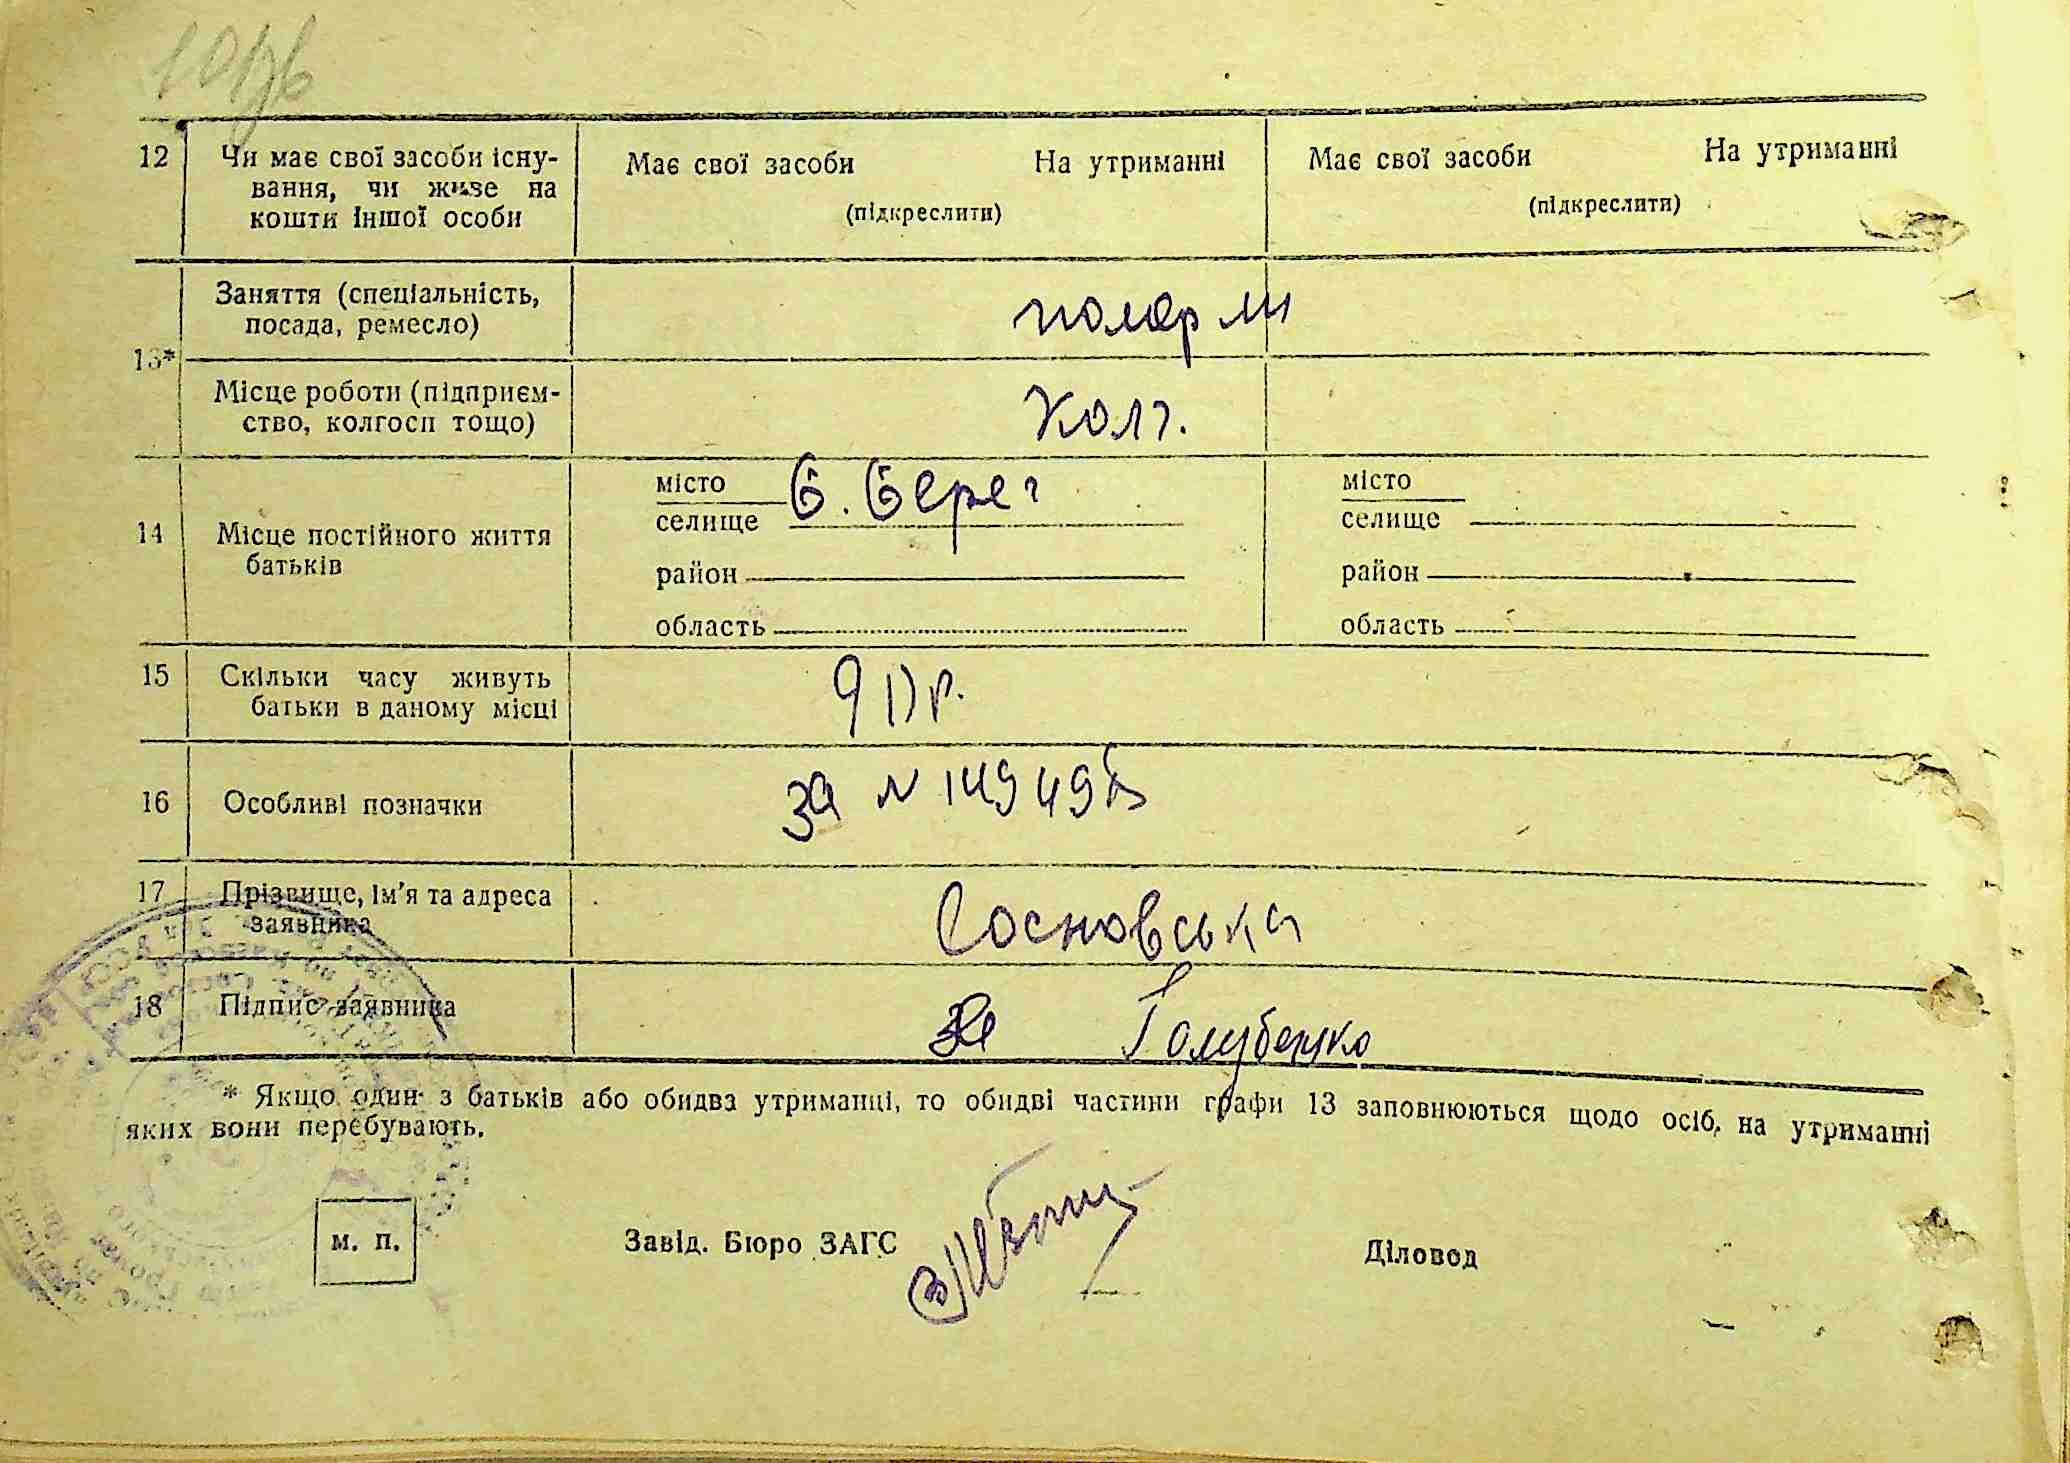 12 Чи має свої засоби існу-
вання, чи живе на
кошти іншої особи
Має свої засоби На утриманні
(підкреслити)
Має свої засоби На утриманні
(підкреслити)
13*
Заняття (спеціальність,
посада, ремесло)
Місце роботи (підприєм-
ство, колгосп тощо)
Колг.
14 Місце постійного життя
батьків
місто
селище
Є. Берег
район
область
місто
селище
район
область
15 Скільки часу живуть
батьки в даному місці
16 Особливі позначки
за №
17 Прізвище, ім'я та адреса
заявника
Сосновська
18 Підпис заявника
за Голубенко
* Якщо один з батьків або обидва утриманці, то обидві частини графи 13 заповнюються щодо осіб, на утриманні
яких вони перебувають.
м. п.
Завід. Бюро ЗАГС
Діловод